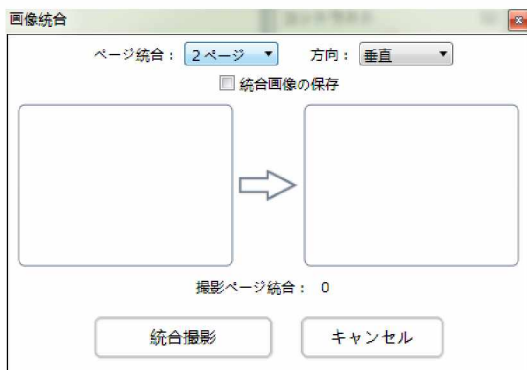 画像統合
ページ統合： 2 ページ 方向： 垂直
統合画像の保存
撮影ページ統合： 0
統合撮影 キャンセル